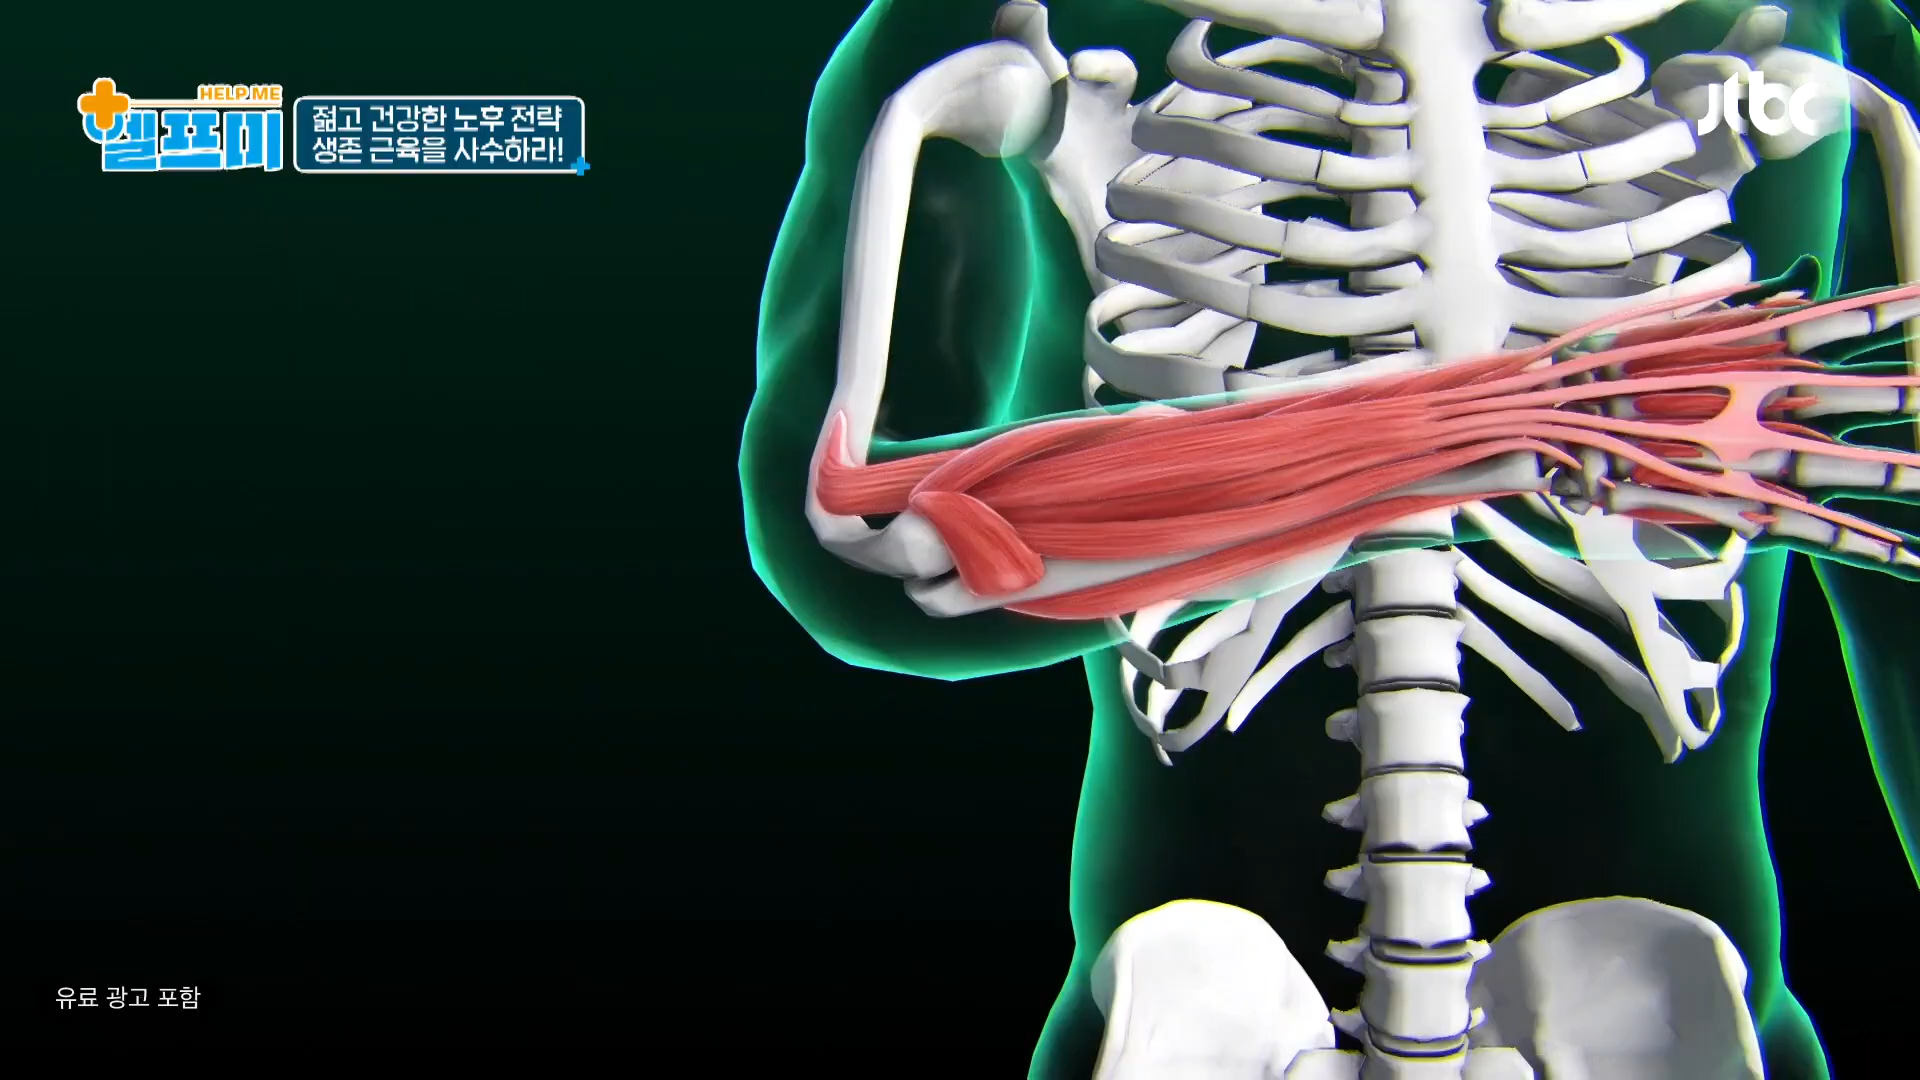 HELP ME
헬프미
젊고 건강한 노후 전략
생존 근육을 사수하라!
jtbc
유료 광고 포함